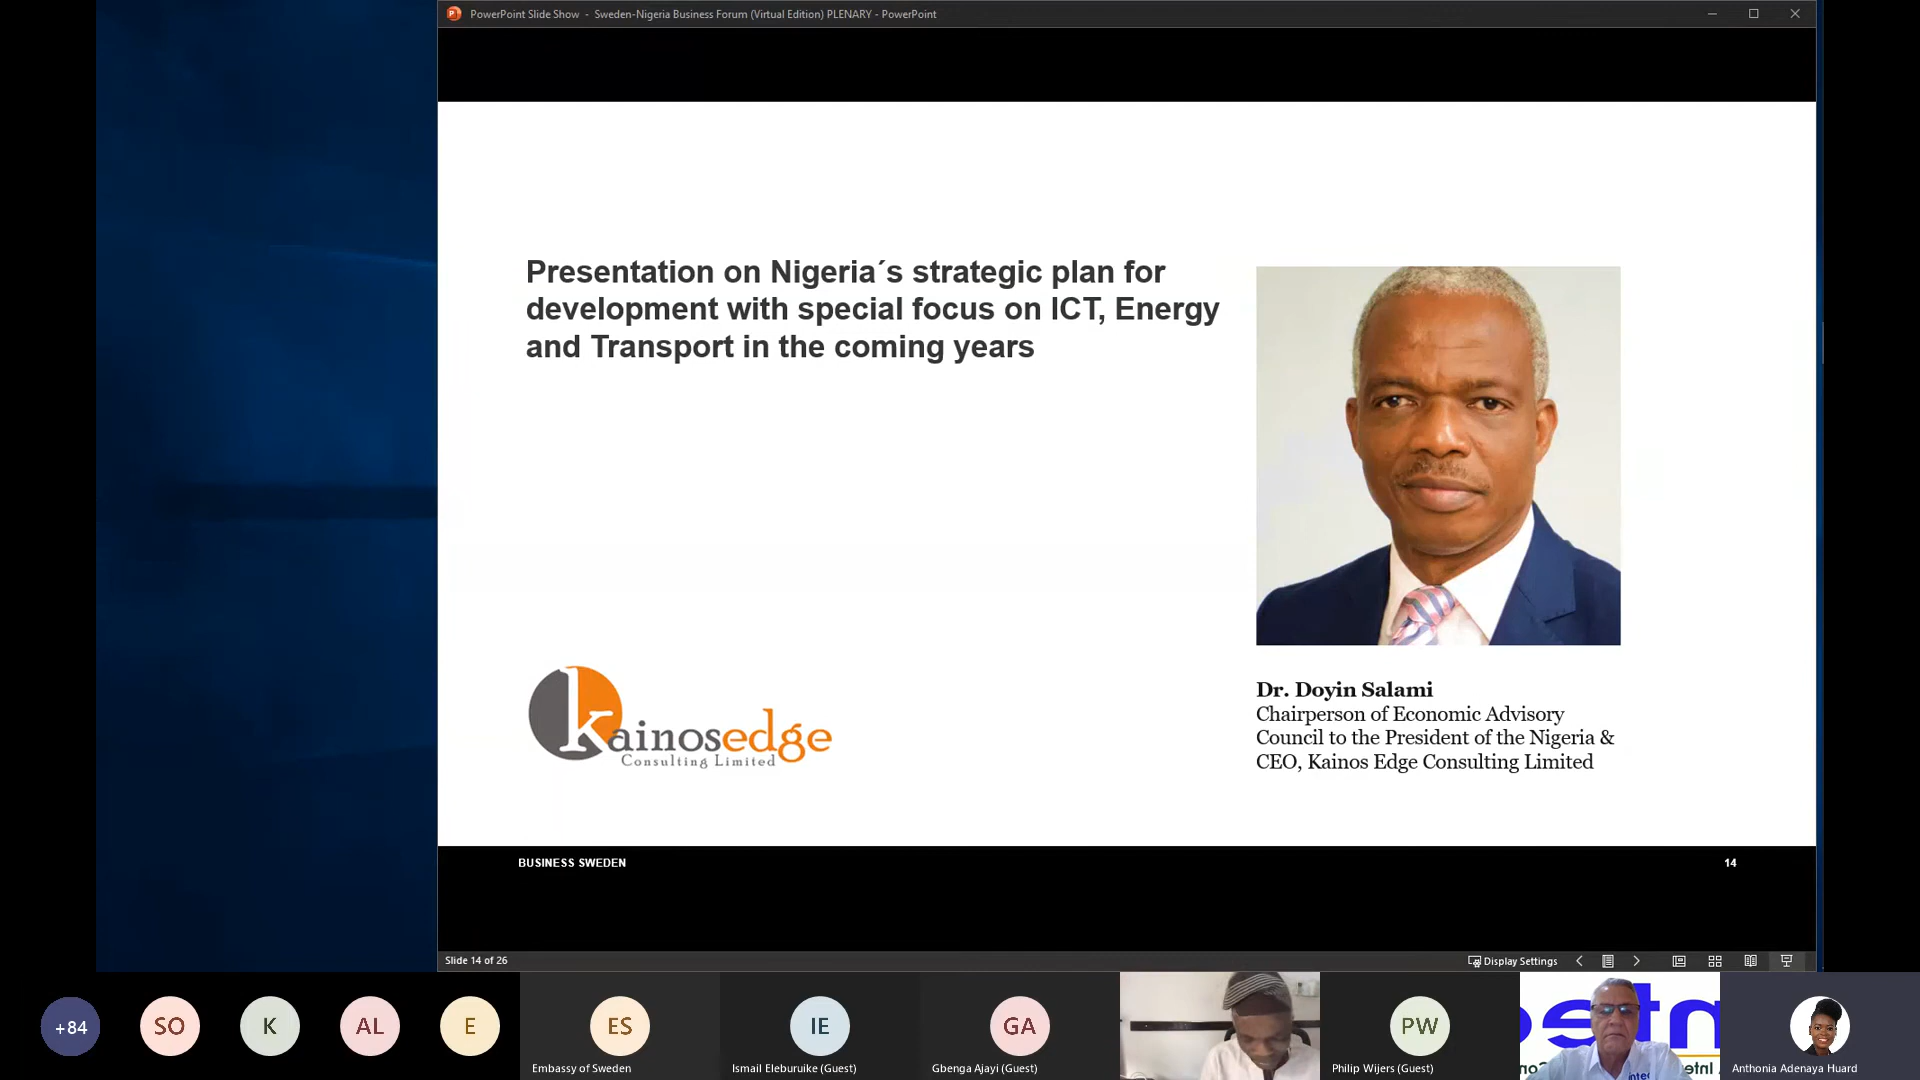 PowerPoint Slide Show - Sweden-Nigeria Business Forum (Virtual Edition) PLENARY - PowerPoint
Presentation on Nigeria´s strategic plan for
development with special focus on ICT, Energy
and Transport in the coming years
kainosedge
Consulting Limited
Dr. Doyin Salami
Chairperson of Economic Advisory
Council to the President of the Nigeria &
CEO, Kainos Edge Consulting Limited
BUSINESS SWEDEN
14
Slide 14 of 26
Display Settings
+84
SO
K
AL
E
ES
Embassy of Sweden
IE
Ismail Eleburuike (Guest)
GA
Gbenga Ajayi (Guest)
PW
Philip Wijers (Guest)
Anthonia Adenaya Huard